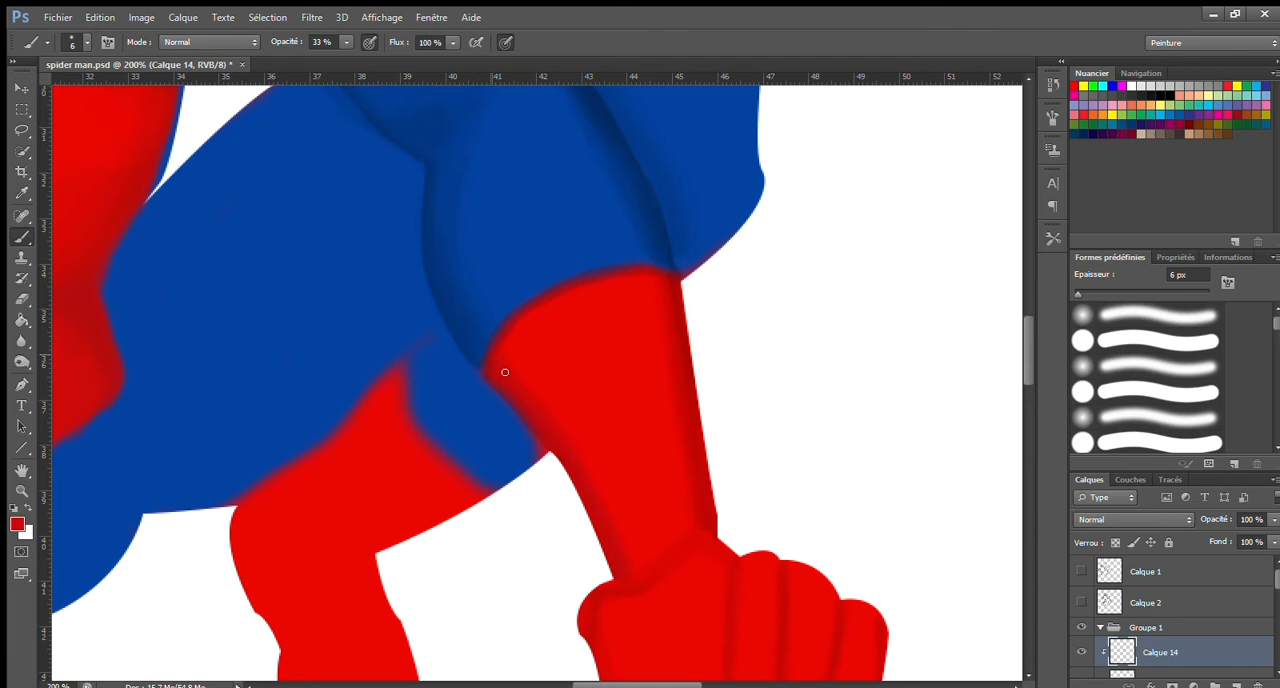 Ps Fichier Edition Image Calque Texte Sélection Filtre 3D Affichage Fenêtre Aide
6 Mode : Normal Opacité : 33 % Flux : 100 % Peinture
spider man.psd @ 200% (Calque 14, RVB/8) * ×
32 33 34 35 36 37 38 39 40 41 42 43 44 45 46 47 48 49 50 51 52
Nuancier Navigation
Formes prédéfinies Propriétés Informations
Epaisseur : 6 px
Calques Couches Tracés
Type
Normal Opacité : 100 %
Verrou : Fond : 100 %
Calque 1
Calque 2
Groupe 1
Calque 14